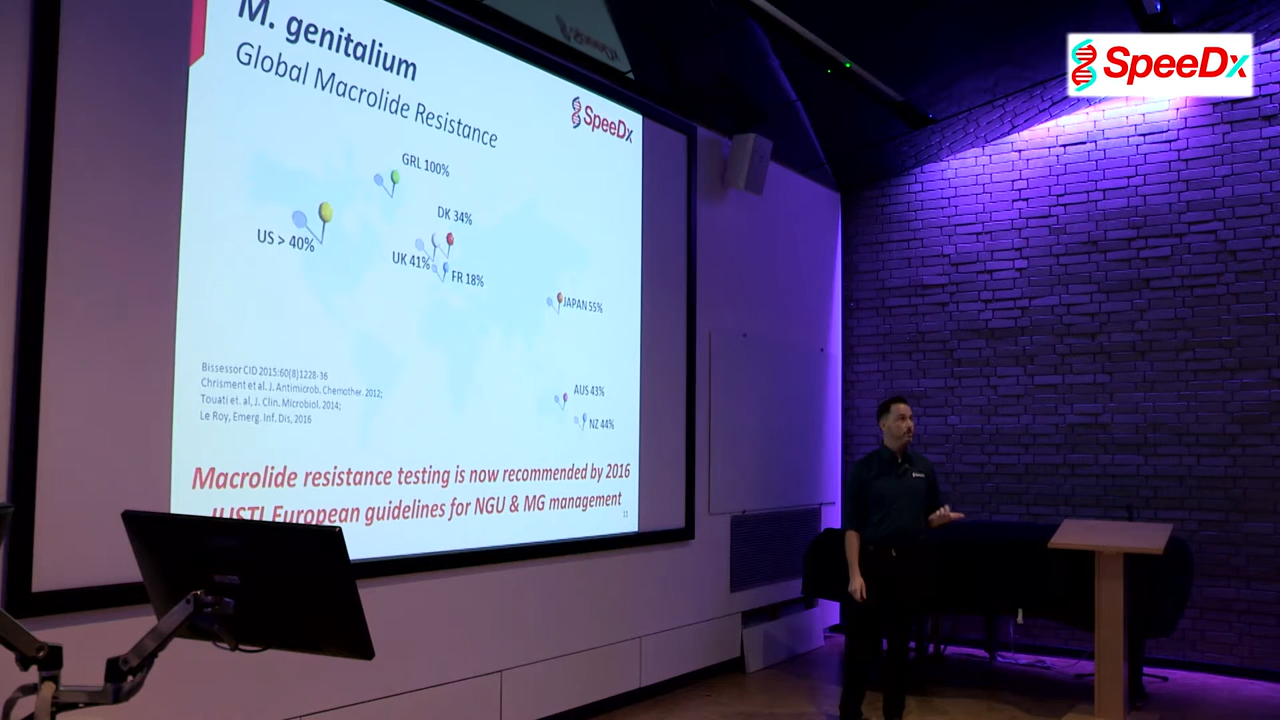 SpeeDx
M. genitalium
Global Macrolide Resistance
SpeeDx
GRL 100%
DK 34%
US > 40%
UK 41%
FR 18%
JAPAN 55%
AUS 43%
NZ 44%
Bissessor CID 2015:60(8)1228-36
Chrisment et al. J. Antimicrob. Chemother. 2012;
Touati et. al, J. Clin. Microbiol. 2014;
Le Roy, Emerg. Inf. Dis, 2016
Macrolide resistance testing is now recommended by 2016
IUSTI European guidelines for NGU & MG management
11